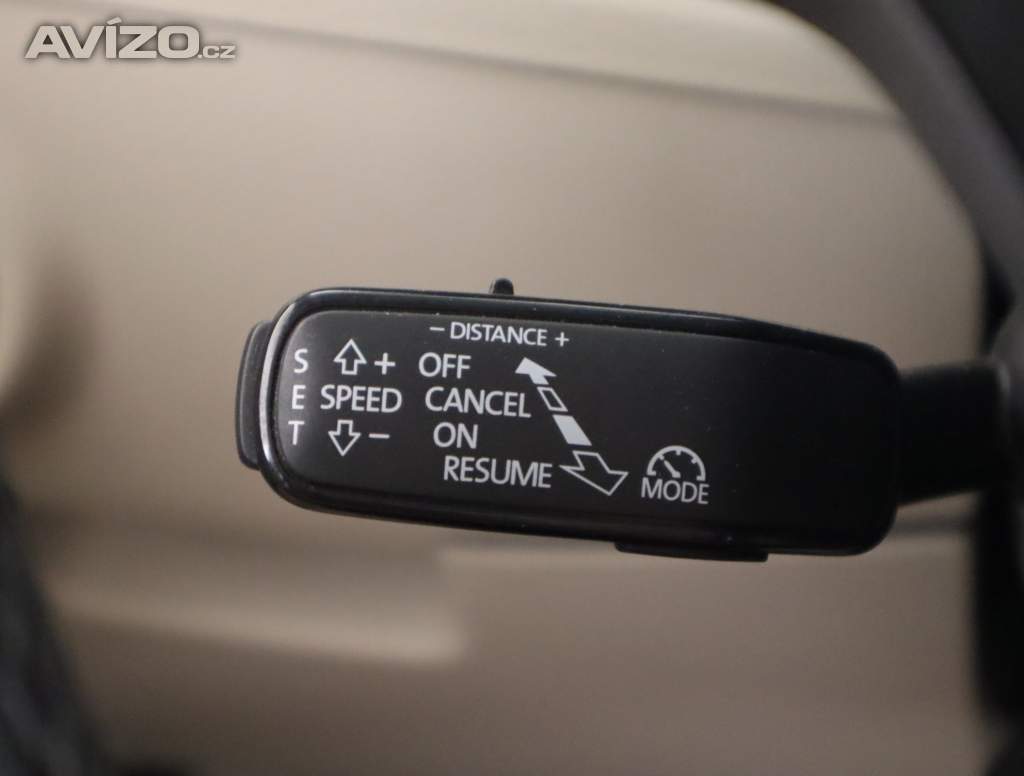 AVÍZO.cz
− DISTANCE +
S + OFF
E SPEED CANCEL
T − ON
RESUME
MODE